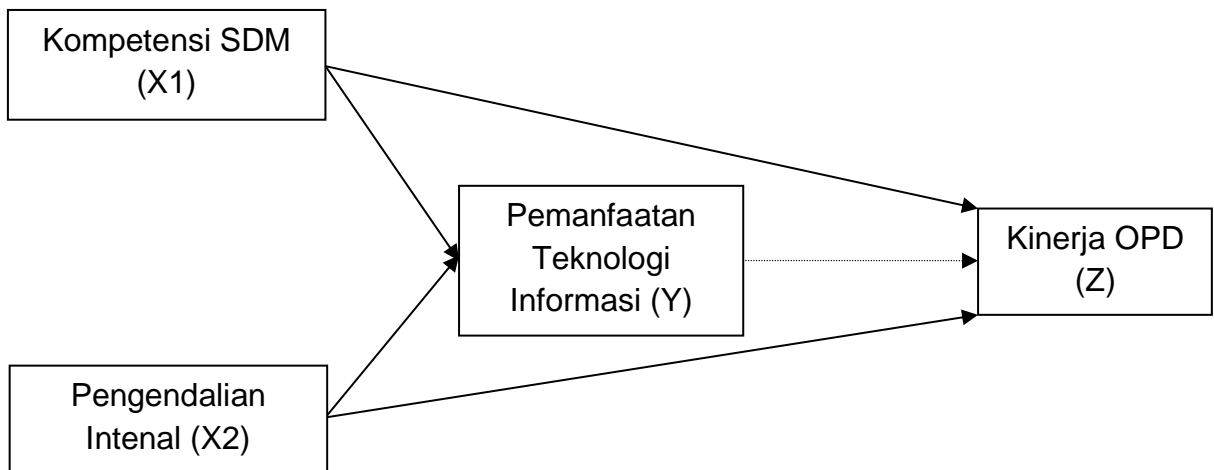 Kompetensi SDM
(X1)
Pemanfaatan
Teknologi
Informasi (Y)
Kinerja OPD
(Z)
Pengendalian
Intenal (X2)